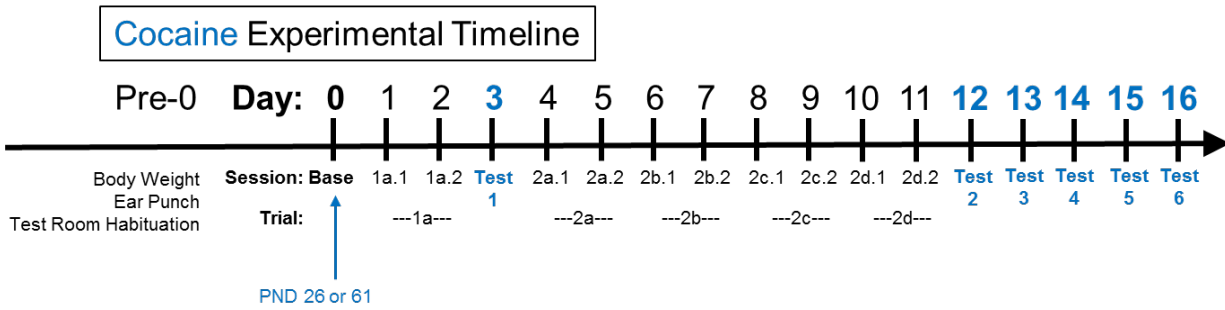 Cocaine Experimental Timeline
Pre-0 Day: 0 1 2 3 4 5 6 7 8 9 10 11 12 13 14 15 16
Body Weight Session: Base 1a.1 1a.2 Test 1 2a.1 2a.2 2b.1 2b.2 2c.1 2c.2 2d.1 2d.2 Test 2 Test 3 Test 4 Test 5 Test 6
Ear Punch
Test Room Habituation Trial: ---1a--- ---2a--- ---2b--- ---2c--- ---2d---
PND 26 or 61